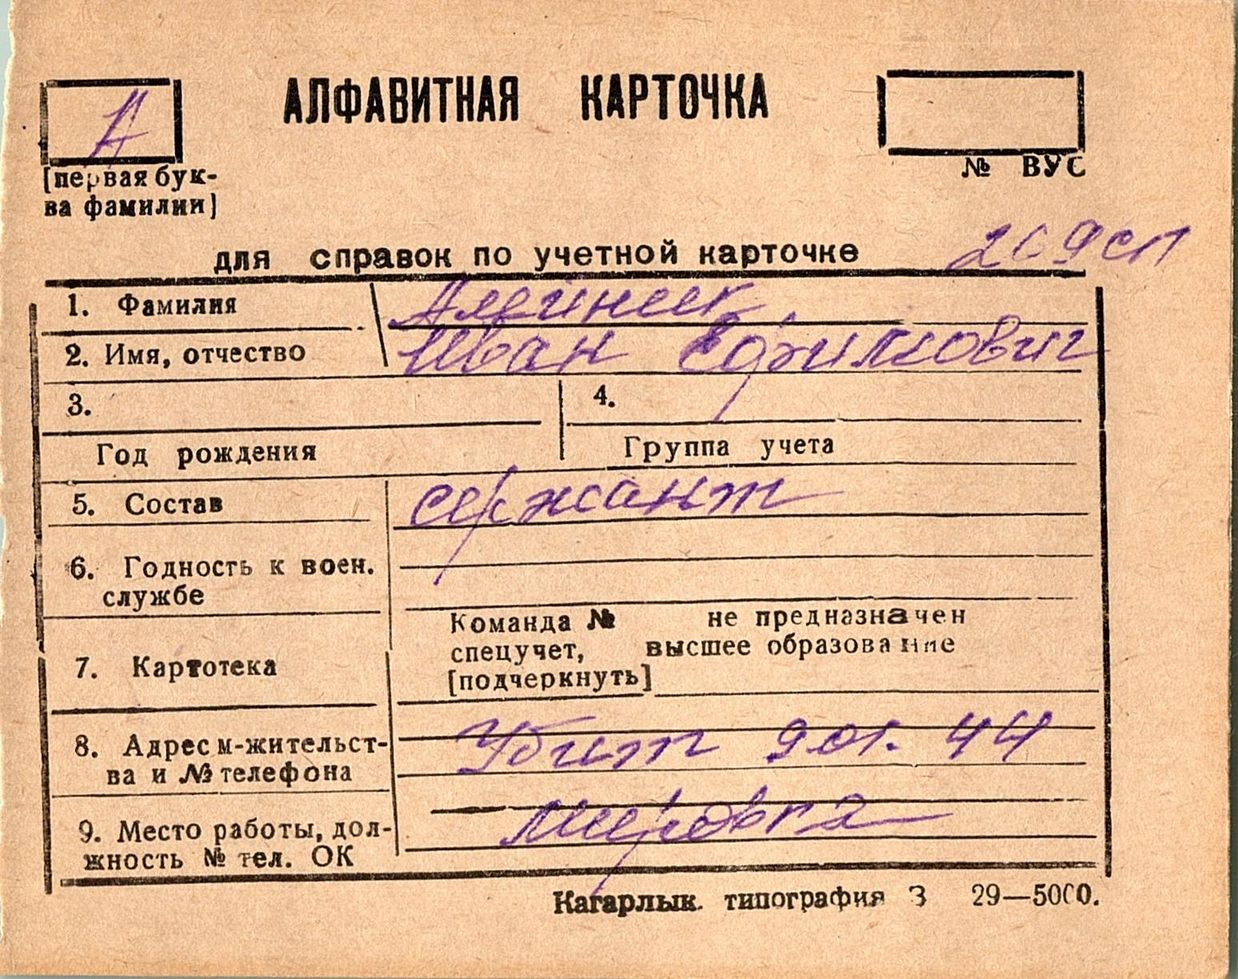 АЛФАВИТНАЯ КАРТОЧКА
А
[первая бук-
ва фамилии]
№ ВУС
для справок по учетной карточке
269сп
1. Фамилия
2. Имя, отчество Иван Ефимович
3.
4.
Год рождения
Группа учета
5. Состав сержант
6. Годность к воен.
службе
7. Картотека
Команда № не предназначен
спецучет, высшее образование
[подчеркнуть]
8. Адрес м-жительст-
ва и № телефона
Убит 9 01. 44
9. Место работы, дол-
жность № тел. ОК
Кагарлык. типография З 29—5000.